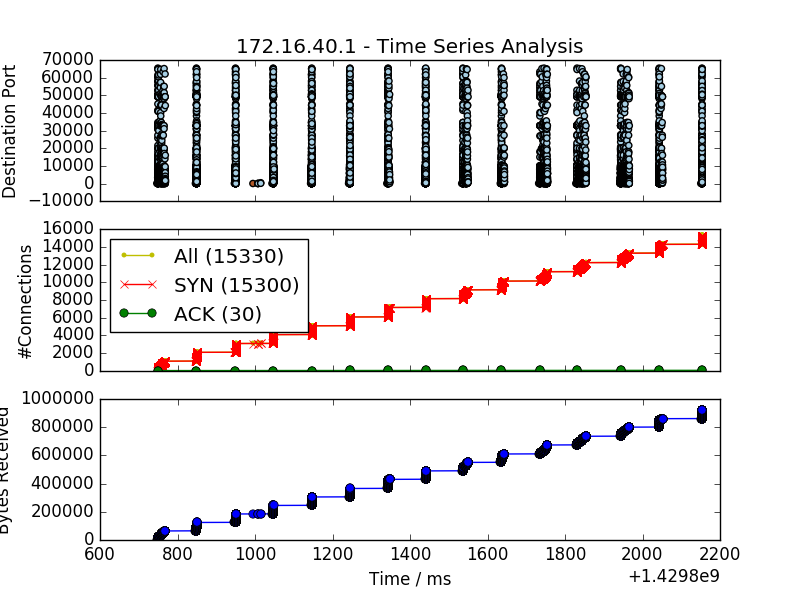 172.16.40.1 - Time Series Analysis
70000
60000
50000
40000
30000
20000
10000
0
−10000
Destination Port
16000
14000
12000
10000
8000
6000
4000
2000
0
#Connections
All (15330)
SYN (15300)
ACK (30)
1000000
800000
600000
400000
200000
0
Bytes Received
600 800 1000 1200 1400 1600 1800 2000 2200
Time / ms
+1.4298e9